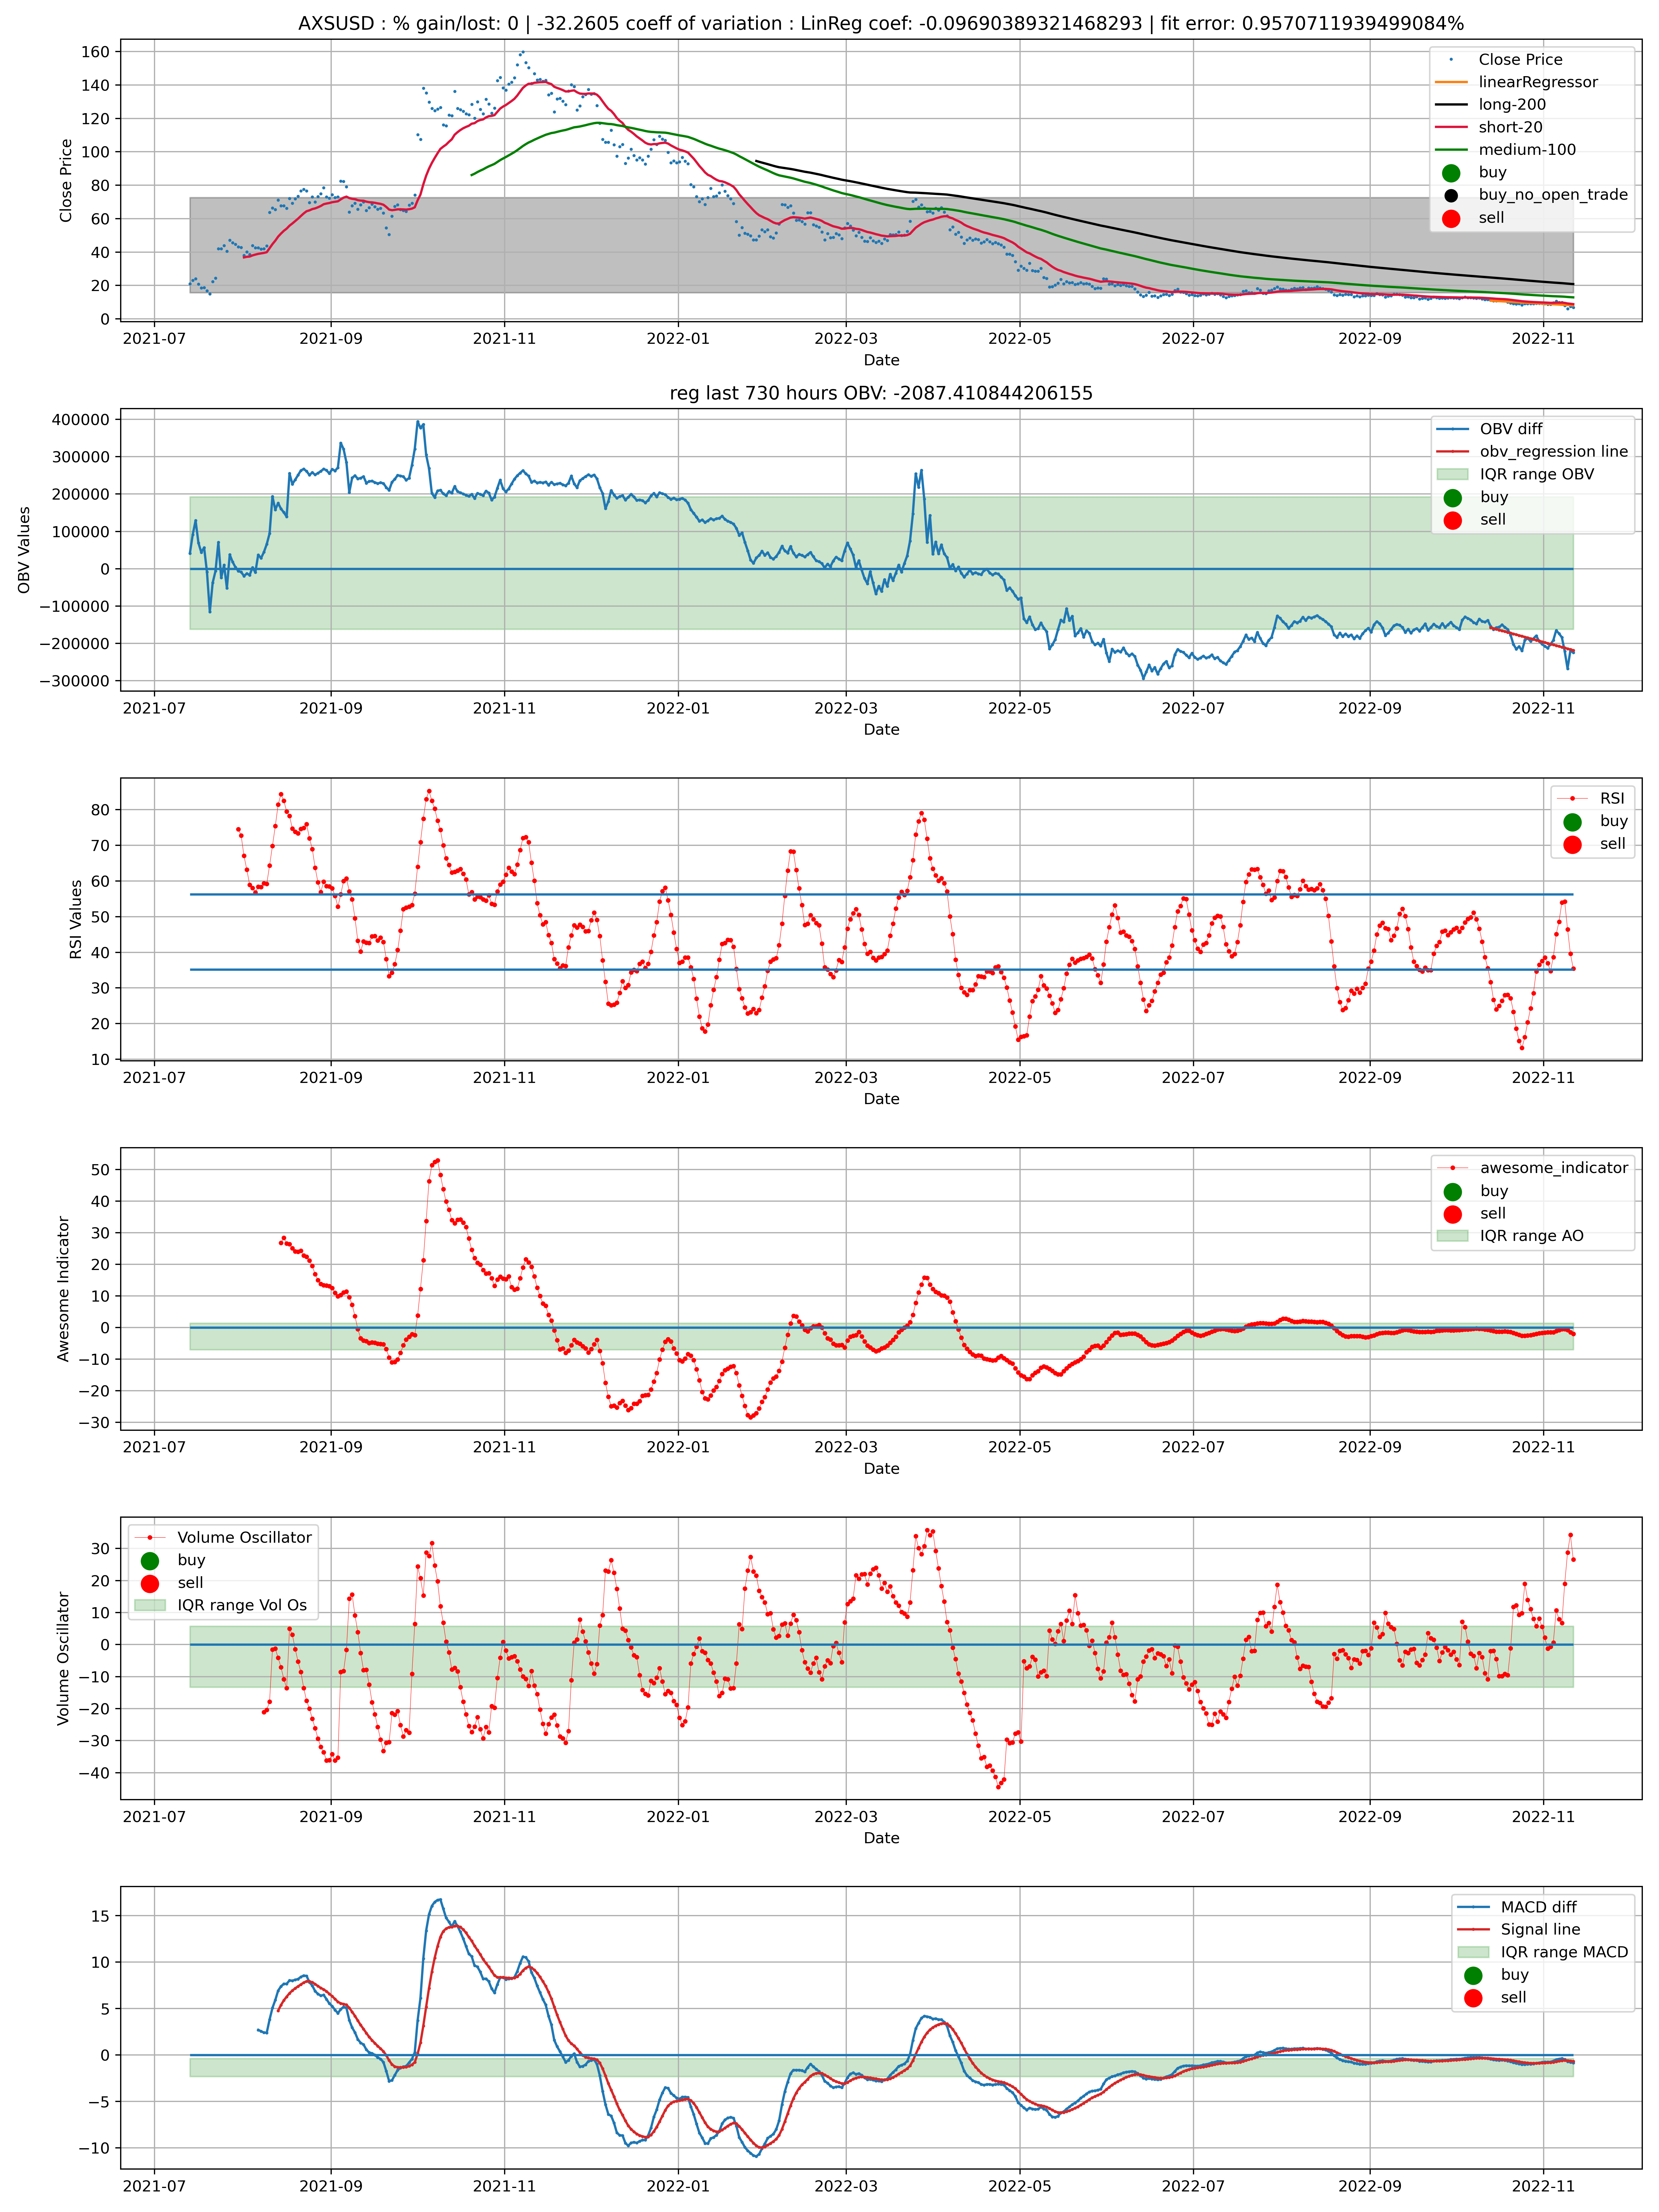 AXSUSD : % gain/lost: 0 | -32.2605 coeff of variation : LinReg coef: -0.09690389321468293 | fit error: 0.9570711939499084%
Close Price
160
140
120
100
80
60
40
20
0
Close Price
linearRegressor
long-200
short-20
medium-100
buy
buy_no_open_trade
sell
2021-07 2021-09 2021-11 2022-01 2022-03 2022-05 2022-07 2022-09 2022-11
Date
reg last 730 hours OBV: -2087.410844206155
OBV Values
400000
300000
200000
100000
0
−100000
−200000
−300000
OBV diff
obv_regression line
IQR range OBV
buy
sell
2021-07 2021-09 2021-11 2022-01 2022-03 2022-05 2022-07 2022-09 2022-11
Date
RSI Values
80
70
60
50
40
30
20
10
RSI
buy
sell
2021-07 2021-09 2021-11 2022-01 2022-03 2022-05 2022-07 2022-09 2022-11
Date
Awesome Indicator
50
40
30
20
10
0
−10
−20
−30
awesome_indicator
buy
sell
IQR range AO
2021-07 2021-09 2021-11 2022-01 2022-03 2022-05 2022-07 2022-09 2022-11
Date
Volume Oscillator
30
20
10
0
−10
−20
−30
−40
Volume Oscillator
buy
sell
IQR range Vol Os
2021-07 2021-09 2021-11 2022-01 2022-03 2022-05 2022-07 2022-09 2022-11
Date
15
10
5
0
−5
−10
MACD diff
Signal line
IQR range MACD
buy
sell
2021-07 2021-09 2021-11 2022-01 2022-03 2022-05 2022-07 2022-09 2022-11